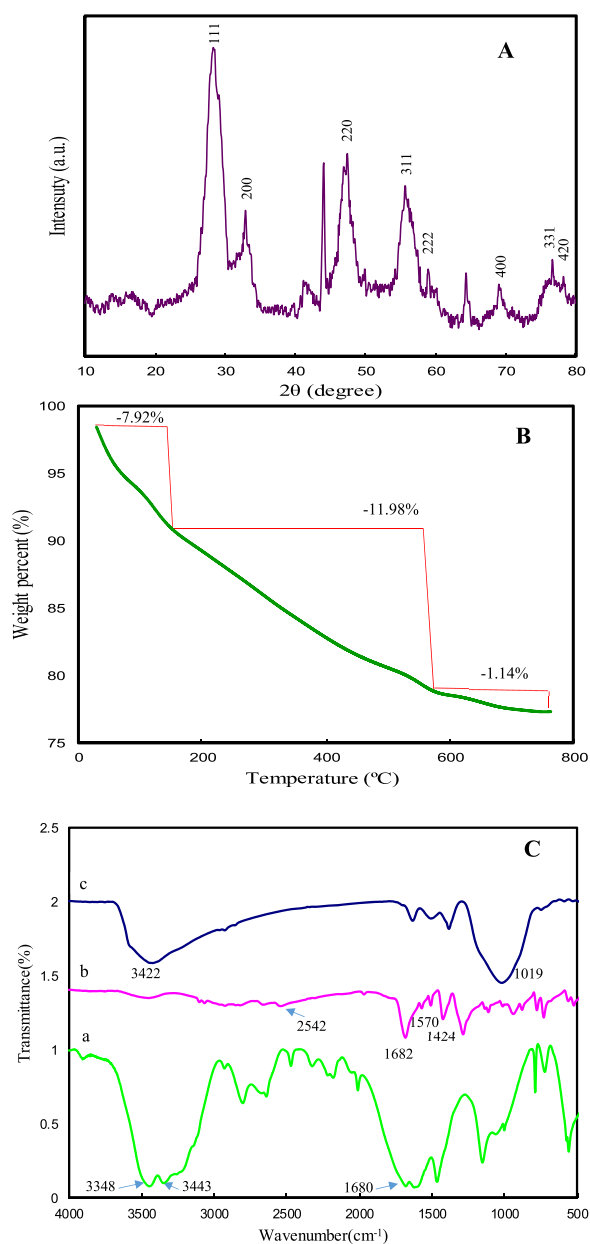 A
111
200
220
311
222
400
331
420
Intensuty (a.u.)
10 20 30 40 50 60 70 80
2θ (degree)
B
100
95
90
85
80
75
-7.92%
-11.98%
-1.14%
Weight percent (%)
0 200 400 600 800
Temperature (ºC)
C
2.5
2
1.5
1
0.5
0
c
3422
1019
b
2542
1570
1424
1682
a
3348
3443
1680
Transmittance(%)
4000 3500 3000 2500 2000 1500 1000 500
Wavenumber(cm-1)